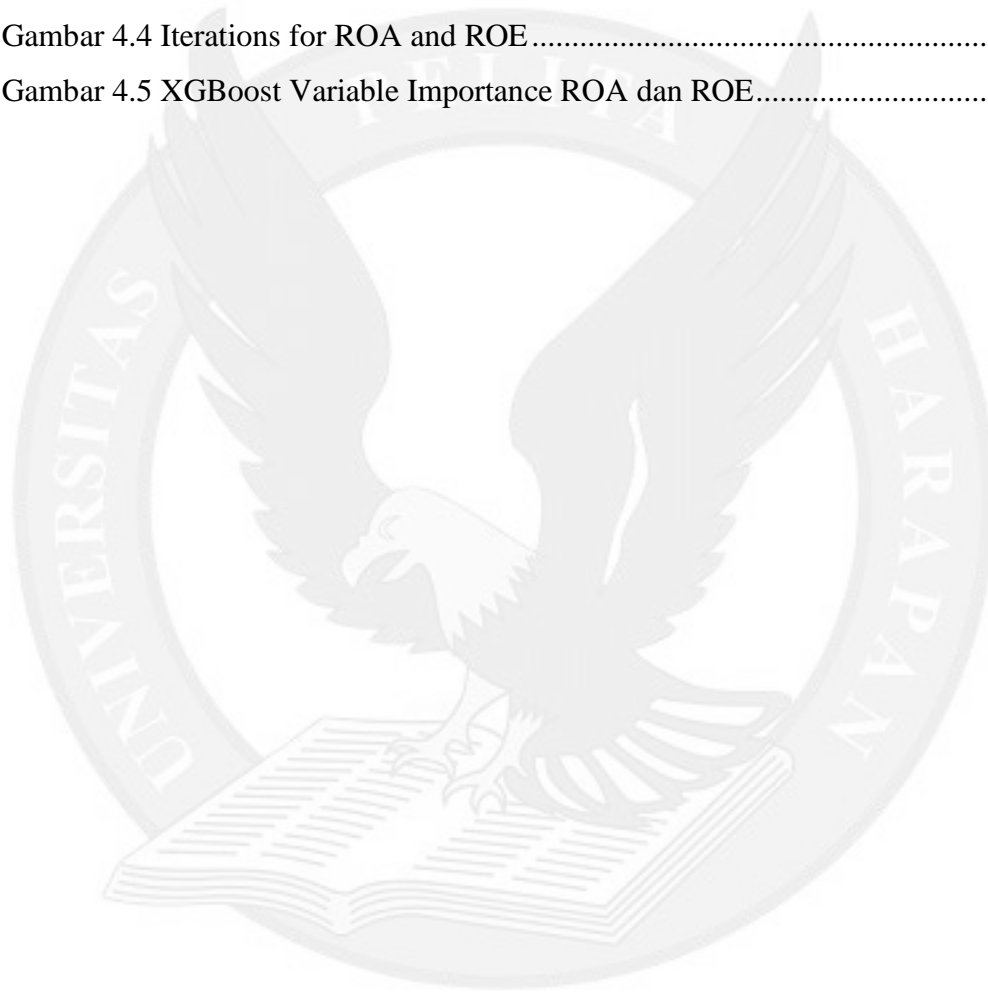 Gambar 4.4 Iterations for ROA and ROE.......................................................
Gambar 4.5 XGBoost Variable Importance ROA dan ROE.............................
UNIVERSITAS PELITA HARAPAN